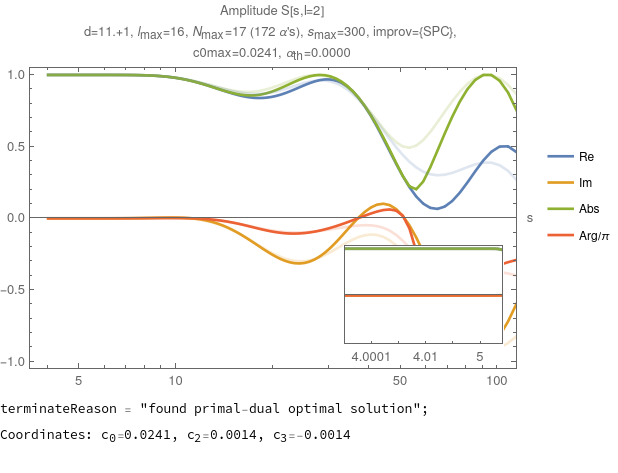 Amplitude S[s,l=2]
d=11.+1, lmax=16, Nmax=17 (172 α's), smax=300, improv={SPC},
c0max=0.0241, αth=0.0000
1.0
0.5
0.0
−0.5
−1.0
5
10
50
100
s
4.0001
4.01
5
Re
Im
Abs
Arg/π
terminateReason = "found primal-dual optimal solution";
Coordinates: c0=0.0241, c2=0.0014, c3=-0.0014